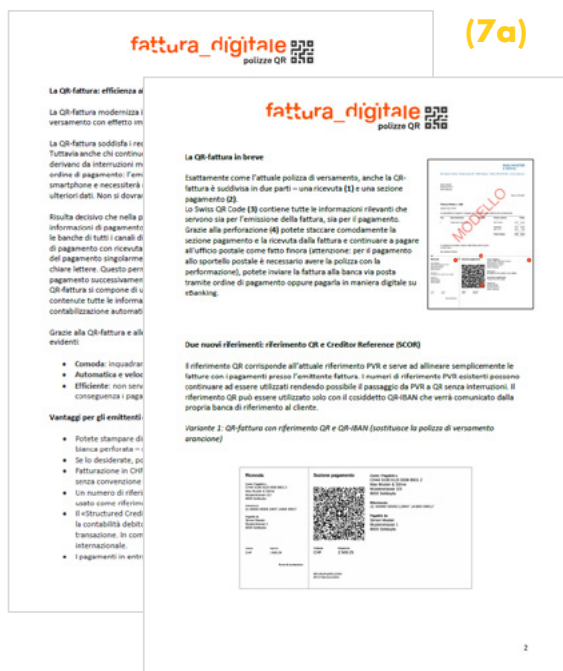 (7a)
fattura_digitale
polizze QR
La QR-fattura: efficienza a
La QR-fattura modernizza i
versamento con effetto im
La QR-fattura soddisfa i re
Tuttavia anche chi continu
derivano da interruzioni m
ordine di pagamento: l'em
smartphone e necessiterà
ulteriori dati. Non si dovra
Risulta decisivo che nella p
informazioni di pagamento
le banche di tutti i canali d
di pagamento con ricevuta
del pagamento singolarme
chiare lettere. Questo perr
pagamento successivamen
QR-fattura si compone di u
contenute tutte le informa
contabilizzazione automati
Grazie alla QR-fattura e alle
evidenti:
• Comoda: inquadrar
• Automatica e veloc
• Efficiente: non serv
conseguenza i paga
Vantaggi per gli emittenti
• Potete stampare di
bianca perforata –
• Se lo desiderate, po
• Fatturazione in CHF
senza convenzione
• Un numero di riferi
usato come riferim
• Il «Structured Credi
la contabilità debito
transazione. In com
internazionale.
• I pagamenti in entr
fattura_digitale
polizze QR
La QR-fattura in breve
Esattamente come l'attuale polizza di versamento, anche la QR-
fattura è suddivisa in due parti – una ricevuta (1) e una sezione
pagamento (2).
Lo Swiss QR Code (3) contiene tutte le informazioni rilevanti che
servono sia per l'emissione della fattura, sia per il pagamento.
Grazie alla perforazione (4) potete staccare comodamente la
sezione pagamento e la ricevuta dalla fattura e continuare a pagare
all'ufficio postale come fatto finora (attenzione: per il pagamento
allo sportello postale è necessario avere la polizza con la
performazione), potete inviare la fattura alla banca via posta
tramite ordine di pagamento oppure pagarla in maniera digitale su
eBanking.
MODELLO
Due nuovi riferimenti: riferimento QR e Creditor Reference (SCOR)
Il riferimento QR corrisponde all'attuale riferimento PVR e serve ad allineare semplicemente le
fatture con i pagamenti presso l'emittente fattura. I numeri di riferimento PVR esistenti possono
continuare ad essere utilizzati rendendo possibile il passaggio da PVR a QR senza interruzioni. Il
riferimento QR può essere utilizzato solo con il cosiddetto QR-IBAN che verrà comunicato dalla
propria banca di riferimento al cliente.
Variante 1: QR-fattura con riferimento QR e QR-IBAN (sostituisce la polizza di versamento
arancione)
Ricevuta
Sezione pagamento
CHF
CHF
2